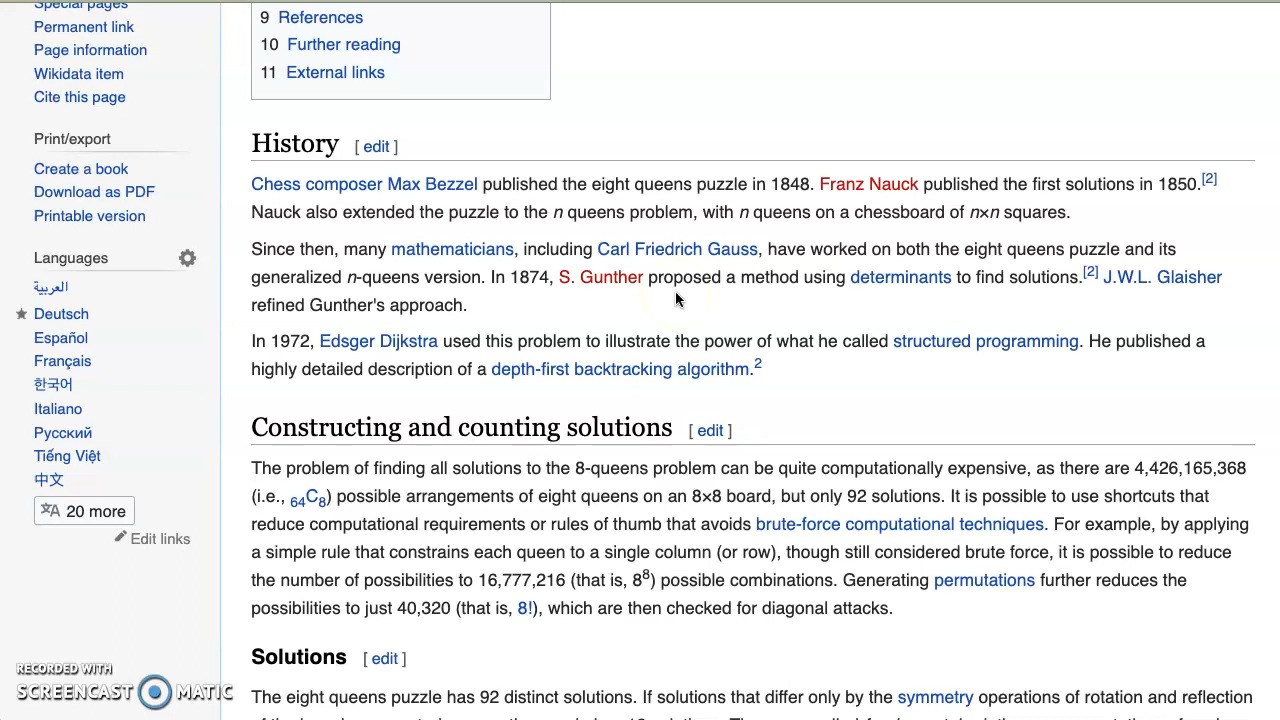 Special pages
Permanent link
Page information
Wikidata item
Cite this page
Print/export
Create a book
Download as PDF
Printable version
Languages
العربية
Deutsch
Español
Français
한국어
Italiano
Русский
Tiếng Việt
中文
20 more
Edit links
9 References
10 Further reading
11 External links
History [ edit ]
Chess composer Max Bezzel published the eight queens puzzle in 1848. Franz Nauck published the first solutions in 1850.[2]
Nauck also extended the puzzle to the n queens problem, with n queens on a chessboard of n×n squares.
Since then, many mathematicians, including Carl Friedrich Gauss, have worked on both the eight queens puzzle and its
generalized n-queens version. In 1874, S. Gunther proposed a method using determinants to find solutions.[2] J.W.L. Glaisher
refined Gunther's approach.
In 1972, Edsger Dijkstra used this problem to illustrate the power of what he called structured programming. He published a
highly detailed description of a depth-first backtracking algorithm.2
Constructing and counting solutions [ edit ]
The problem of finding all solutions to the 8-queens problem can be quite computationally expensive, as there are 4,426,165,368
(i.e., 64C8) possible arrangements of eight queens on an 8×8 board, but only 92 solutions. It is possible to use shortcuts that
reduce computational requirements or rules of thumb that avoids brute-force computational techniques. For example, by applying
a simple rule that constrains each queen to a single column (or row), though still considered brute force, it is possible to reduce
the number of possibilities to 16,777,216 (that is, 8⁸) possible combinations. Generating permutations further reduces the
possibilities to just 40,320 (that is, 8!), which are then checked for diagonal attacks.
Solutions [ edit ]
The eight queens puzzle has 92 distinct solutions. If solutions that differ only by the symmetry operations of rotation and reflection
RECORDED WITH
SCREENCAST MATIC